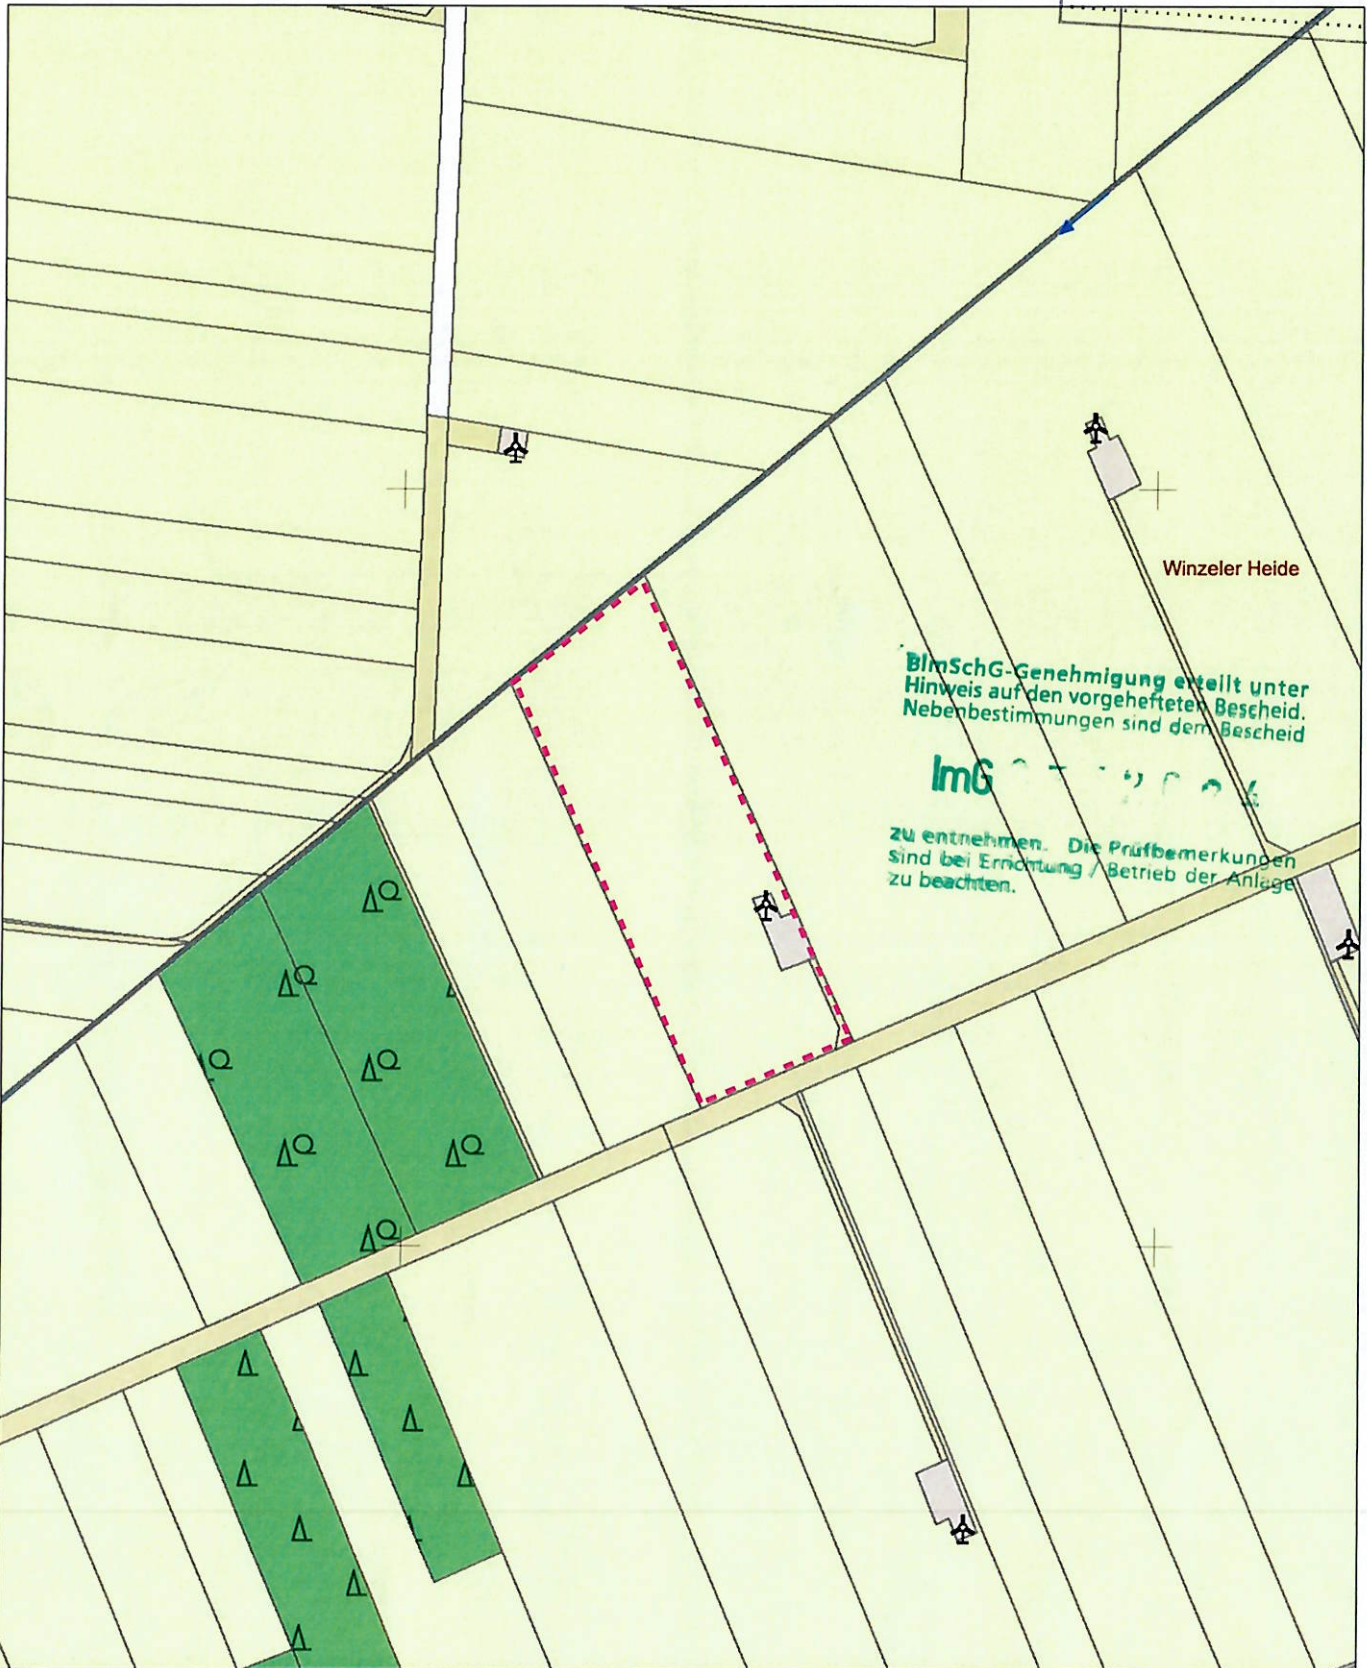 Winzeler Heide
BImSchG-Genehmigung erteilt unter
Hinweis auf den vorgehefteten Bescheid.
Nebenbestimmungen sind dem Bescheid
ImG
zu entnehmen. Die Prüfbemerkungen
sind bei Errichtung / Betrieb der Anlage
zu beachten.